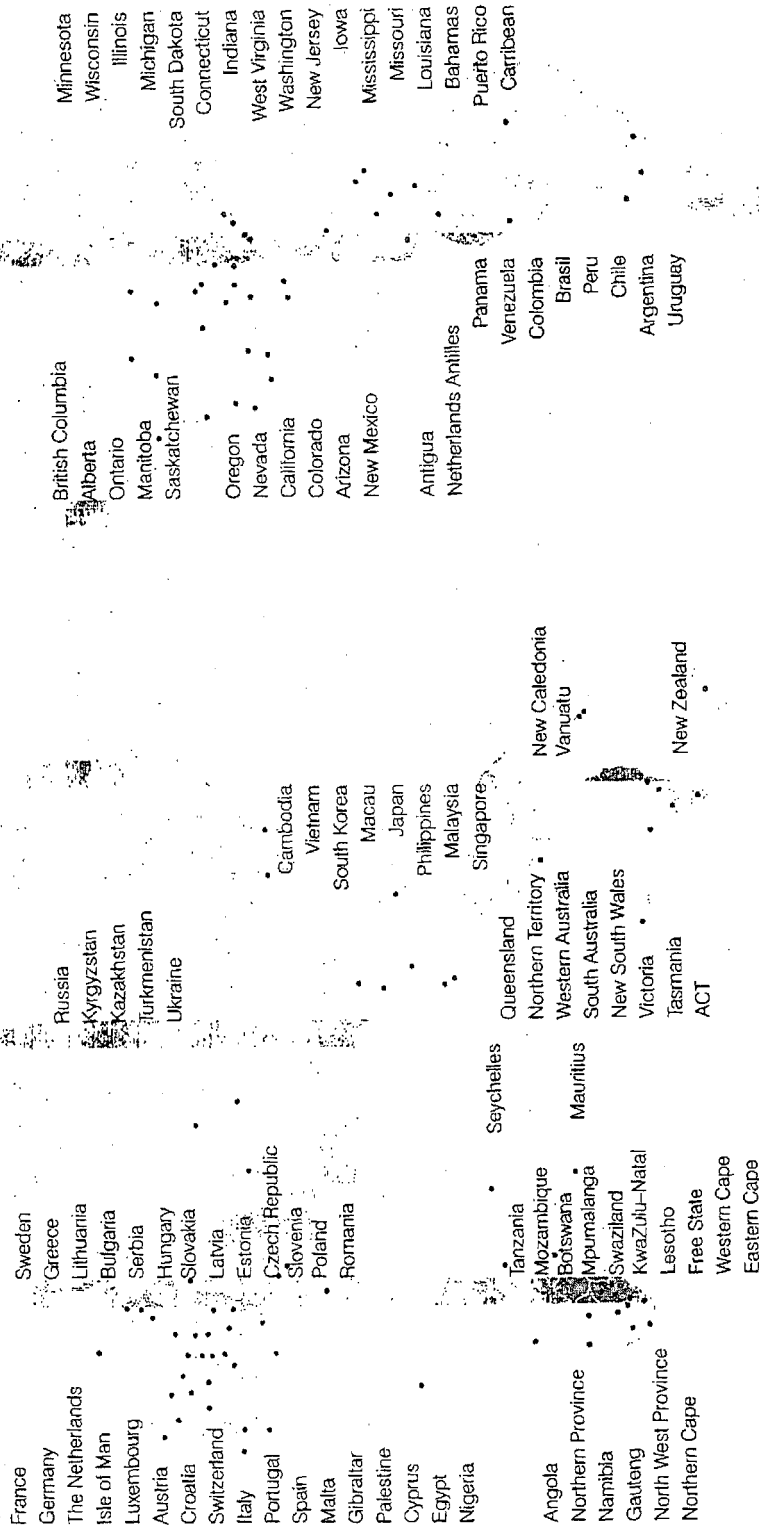 France
Germany
The Netherlands
Isle of Man
Luxembourg
Austria
Croatia
Switzerland
Italy
Portugal
Spain
Malta
Gibraltar
Palestine
Cyprus
Egypt
Nigeria
Angola
Northern Province
Namibia
Gauteng
North West Province
Northern Cape
Sweden
Greece
Lithuania
Bulgaria
Serbia
Hungary
Slovakia
Latvia
Estonia
Czech Republic
Slovenia
Poland
Romania
Tanzania
Mozambique
Botswana
Mpumalanga
Swaziland
KwaZulu-Natal
Lesotho
Free State
Western Cape
Eastern Cape
Seychelles
Mauritius
Russia
Kyrgyzstan
Kazakhstan
Turkmenistan
Ukraine
Queensland
Northern Territory
Western Australia
South Australia
New South Wales
Victoria
Tasmania
ACT
Cambodia
Vietnam
South Korea
Macau
Japan
Philippines
Malaysia
Singapore
New Caledonia
Vanuatu
New Zealand
British Columbia
Alberta
Ontario
Manitoba
Saskatchewan
Oregon
Nevada
California
Colorado
Arizona
New Mexico
Antigua
Netherlands Antilles
Panama
Venezuela
Colombia
Brasil
Peru
Chile
Argentina
Uruguay
Minnesota
Wisconsin
Illinois
Michigan
South Dakota
Connecticut
Indiana
West Virginia
Washington
New Jersey
Iowa
Mississippi
Missouri
Louisiana
Bahamas
Puerto Rico
Carribean